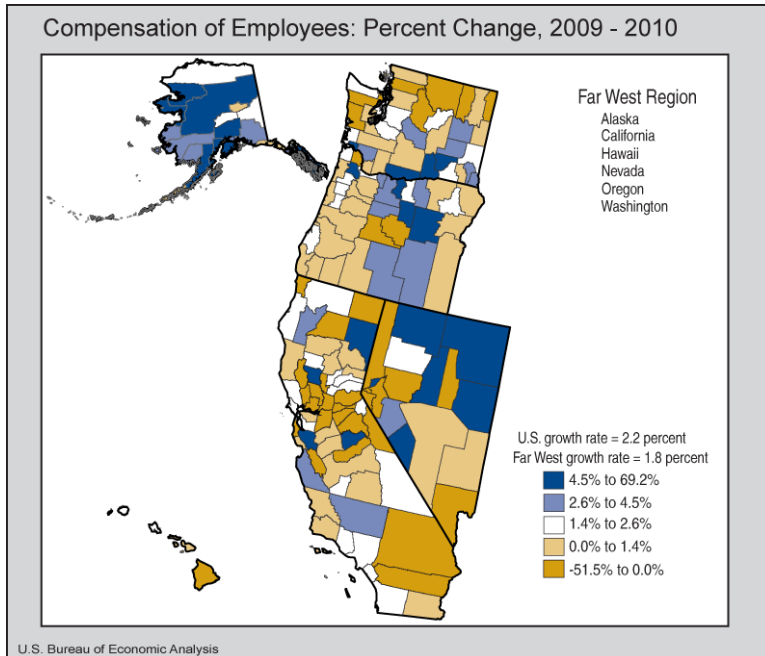 Compensation of Employees: Percent Change, 2009 - 2010
Far West Region
Alaska
California
Hawaii
Nevada
Oregon
Washington
U.S. growth rate = 2.2 percent
Far West growth rate = 1.8 percent
4.5% to 69.2%
2.6% to 4.5%
1.4% to 2.6%
0.0% to 1.4%
-51.5% to 0.0%
U.S. Bureau of Economic Analysis